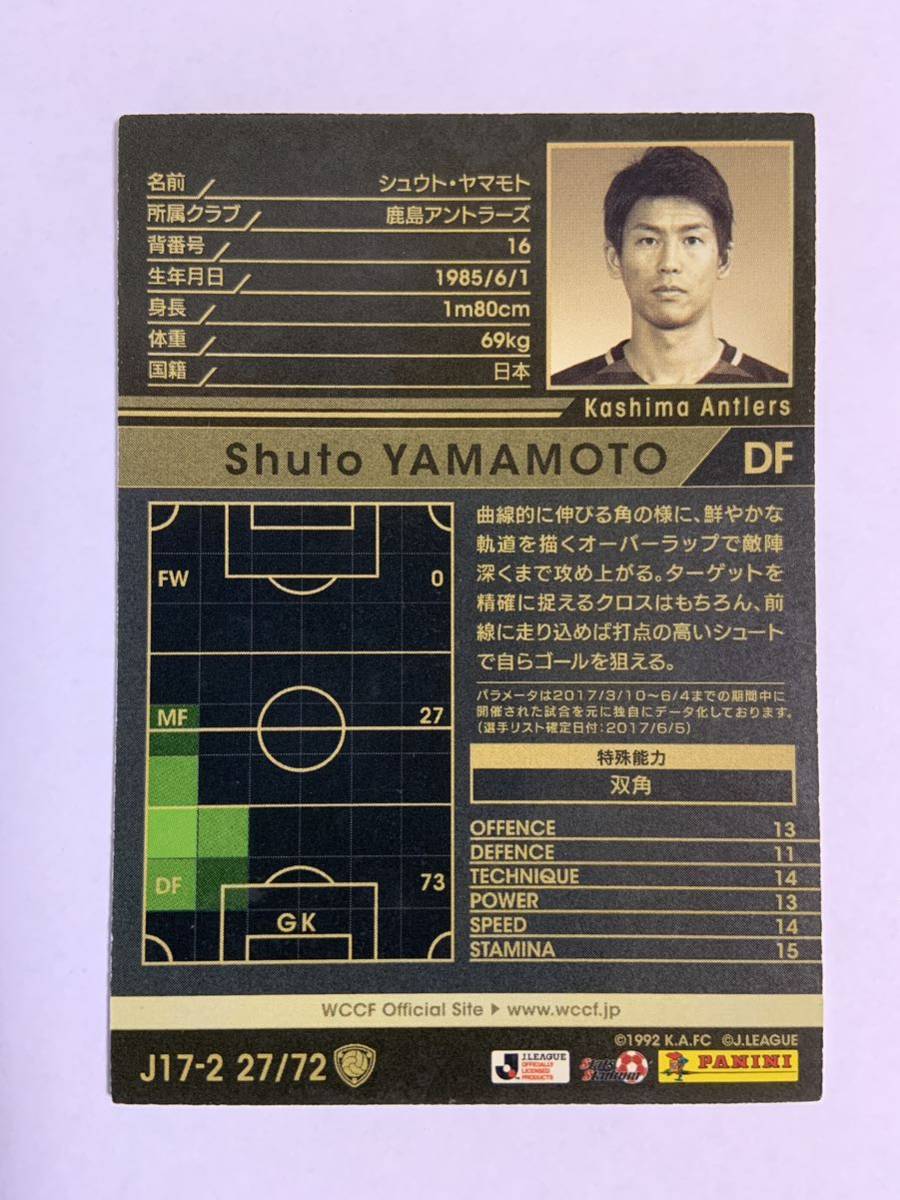 名前 シュウト・ヤマモト
所属クラブ 鹿島アントラーズ
背番号 16
生年月日 1985/6/1
身長 1m80cm
体重 69kg
国籍 日本
Kashima Antlers
Shuto YAMAMOTO DF
FW 0
MF 27
DF 73
GK
曲線的に伸びる角の様に、鮮やかな
軌道を描くオーバーラップで敵陣
深くまで攻め上がる。ターゲットを
精確に捉えるクロスはもちろん、前
線に走り込めば打点の高いシュート
で自らゴールを狙える。
パラメータは2017/3/10～6/4までの期間中に
開催された試合を元に独自にデータ化しております。
(選手リスト確定日付:2017/6/5)
特殊能力
双角
OFFENCE 13
DEFENCE 11
TECHNIQUE 14
POWER 13
SPEED 14
STAMINA 15
WCCF Official Site ▶ www.wccf.jp
©1992 K.A.FC ©J.LEAGUE
J17-2 27/72
J.LEAGUE
OFFICIALLY
LICENSED
PRODUCTS
Stats
Stadium
PANINI